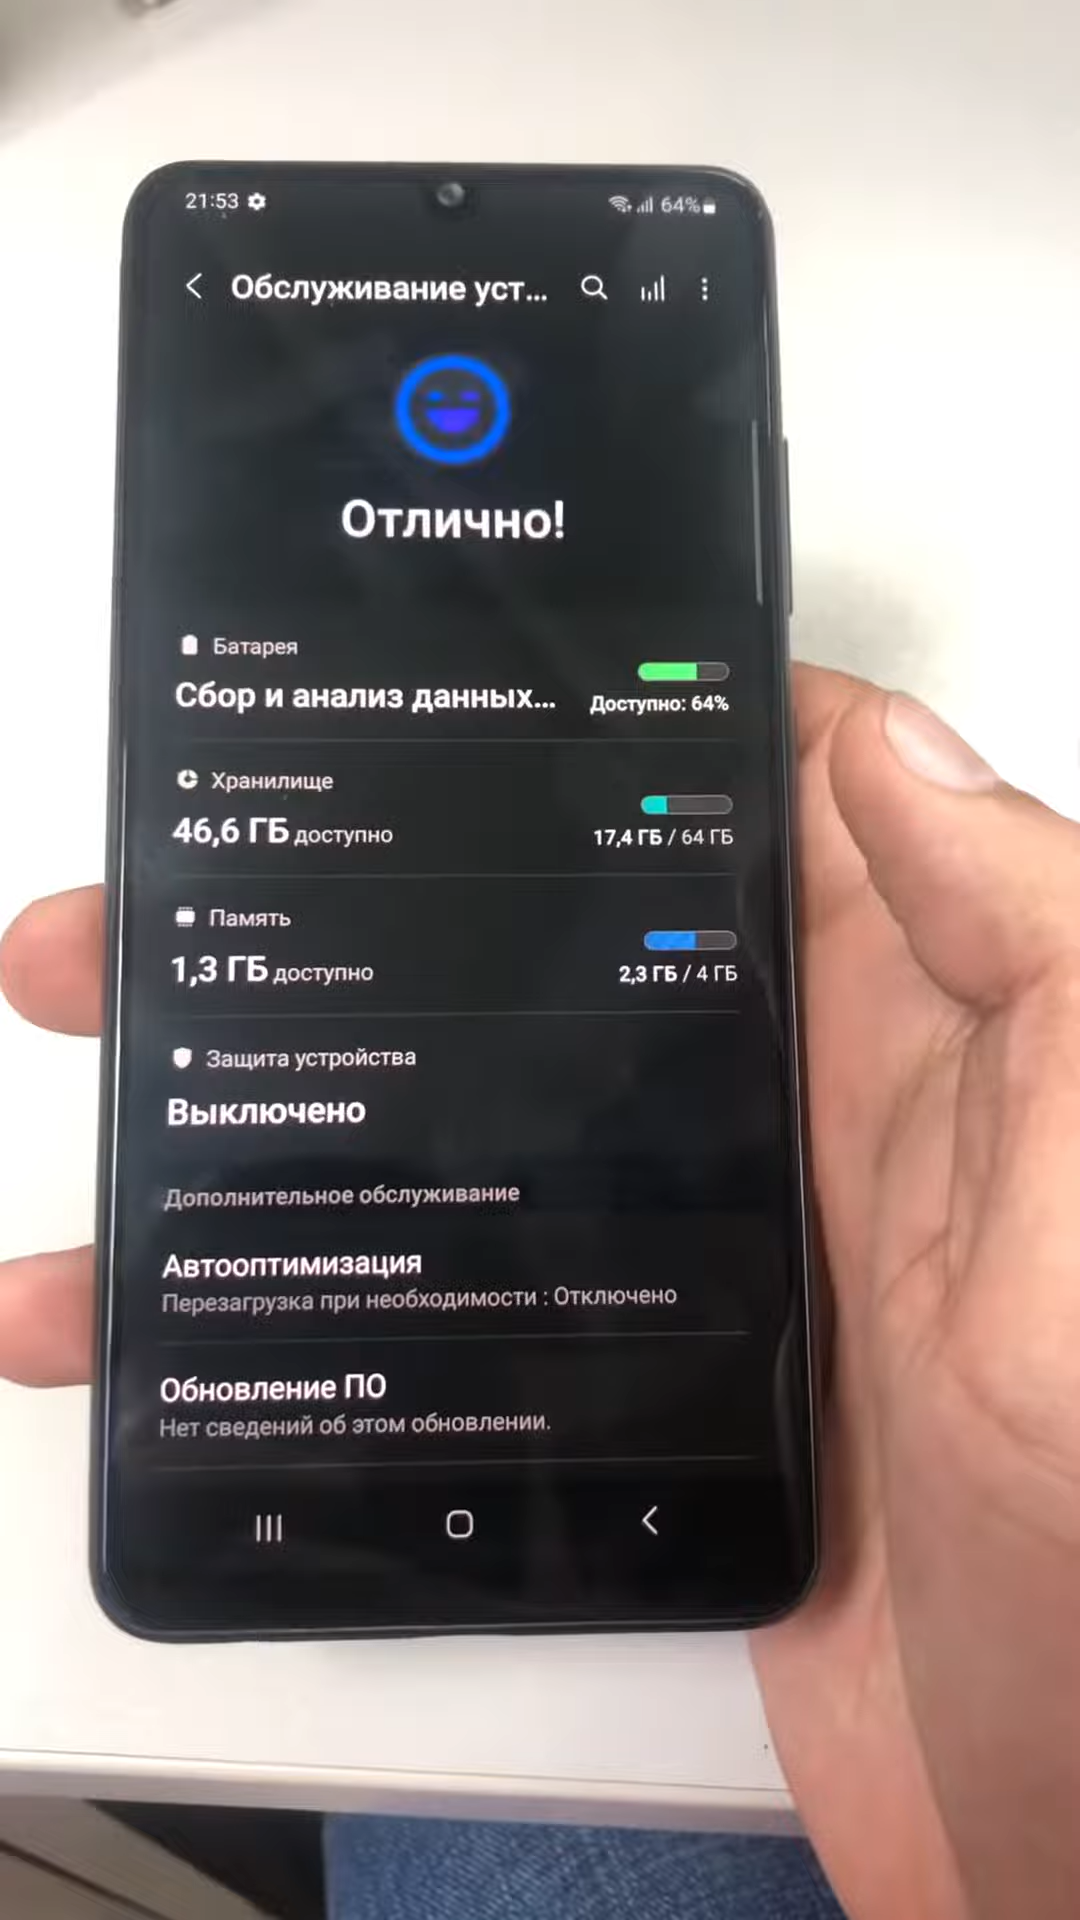 21:53 64%
Обслуживание уст...
Отлично!
Батарея
Сбор и анализ данных...
Доступно: 64%
Хранилище
46,6 ГБ доступно
17,4 ГБ / 64 ГБ
Память
1,3 ГБ доступно
2,3 ГБ / 4 ГБ
Защита устройства
Выключено
Дополнительное обслуживание
Автооптимизация
Перезагрузка при необходимости : Отключено
Обновление ПО
Нет сведений об этом обновлении.